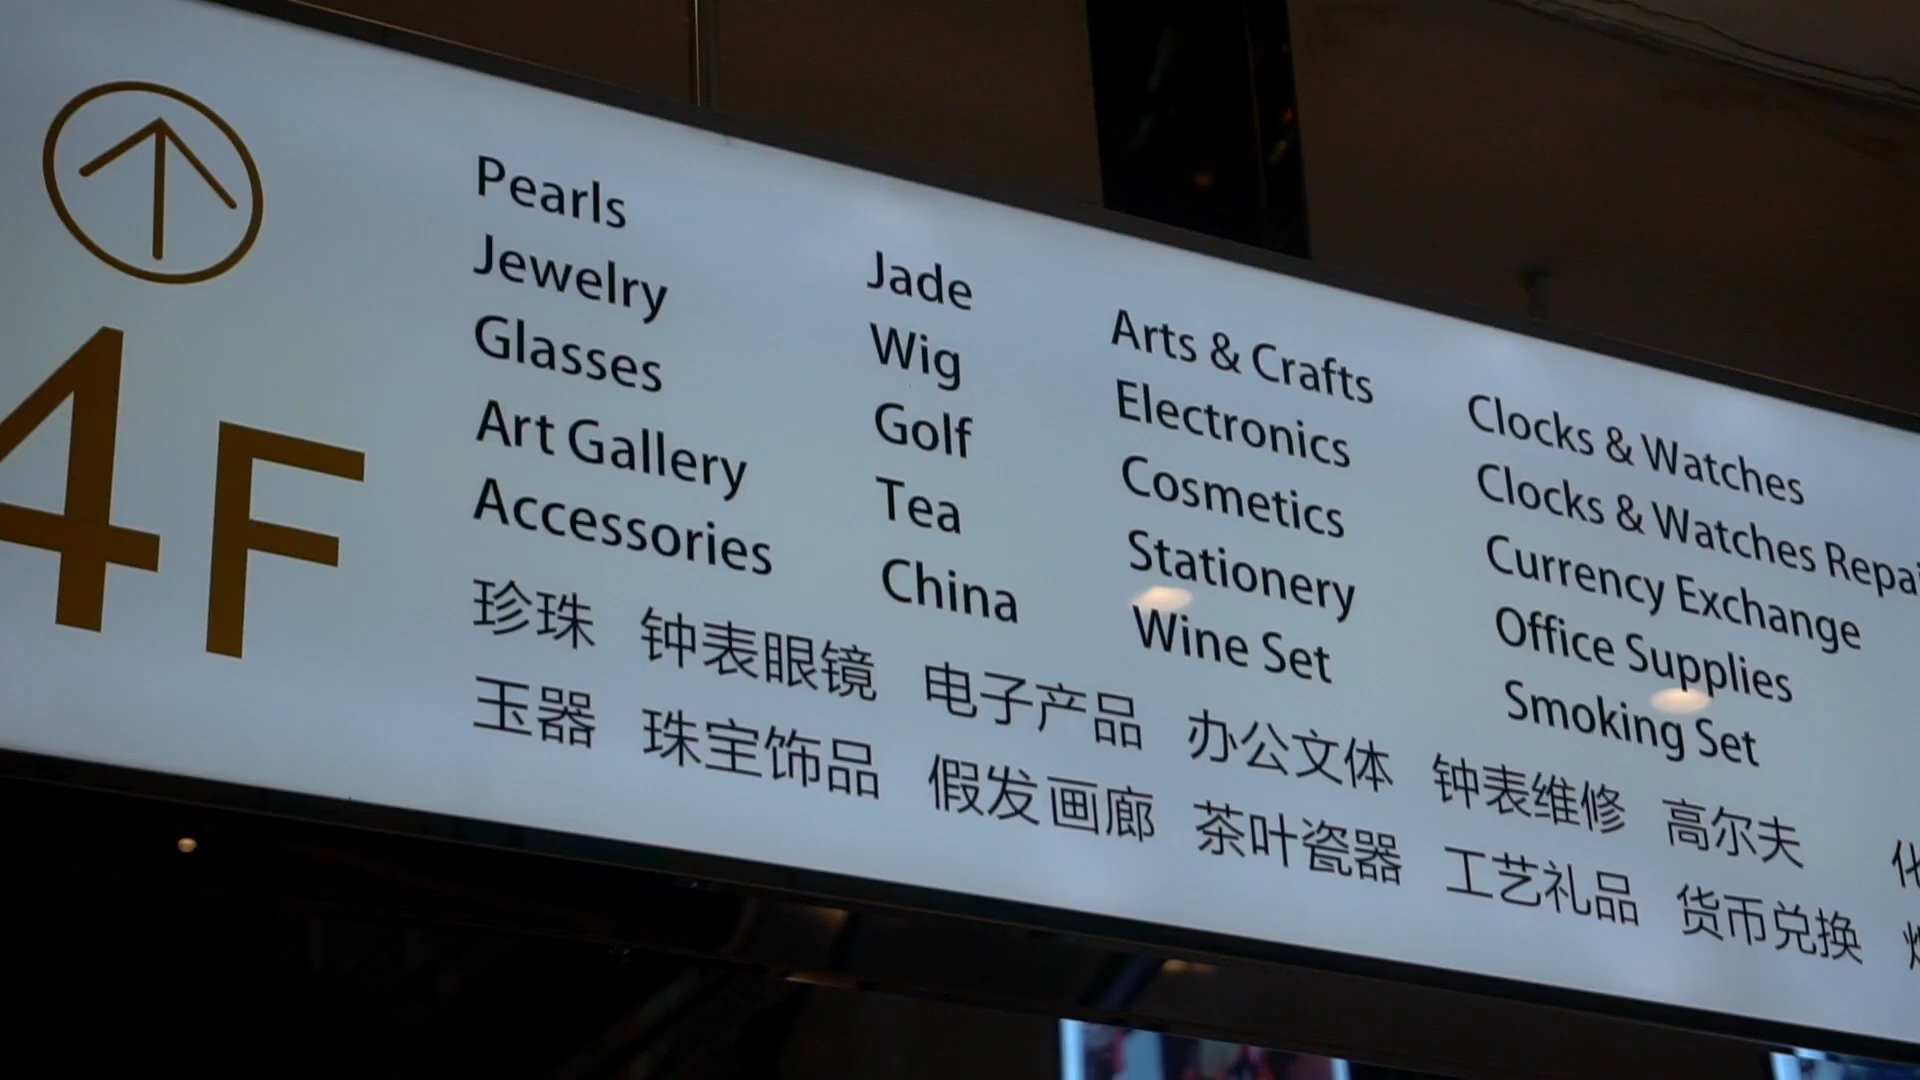 4F
Pearls
Jewelry
Glasses
Art Gallery
Accessories
Jade
Wig
Golf
Tea
China
Arts & Crafts
Electronics
Cosmetics
Stationery
Wine Set
Clocks & Watches
Clocks & Watches Repai
Currency Exchange
Office Supplies
Smoking Set
珍珠 钟表眼镜 电子产品 办公文体 钟表维修 高尔夫 化
玉器 珠宝饰品 假发画廊 茶叶瓷器 工艺礼品 货币兑换